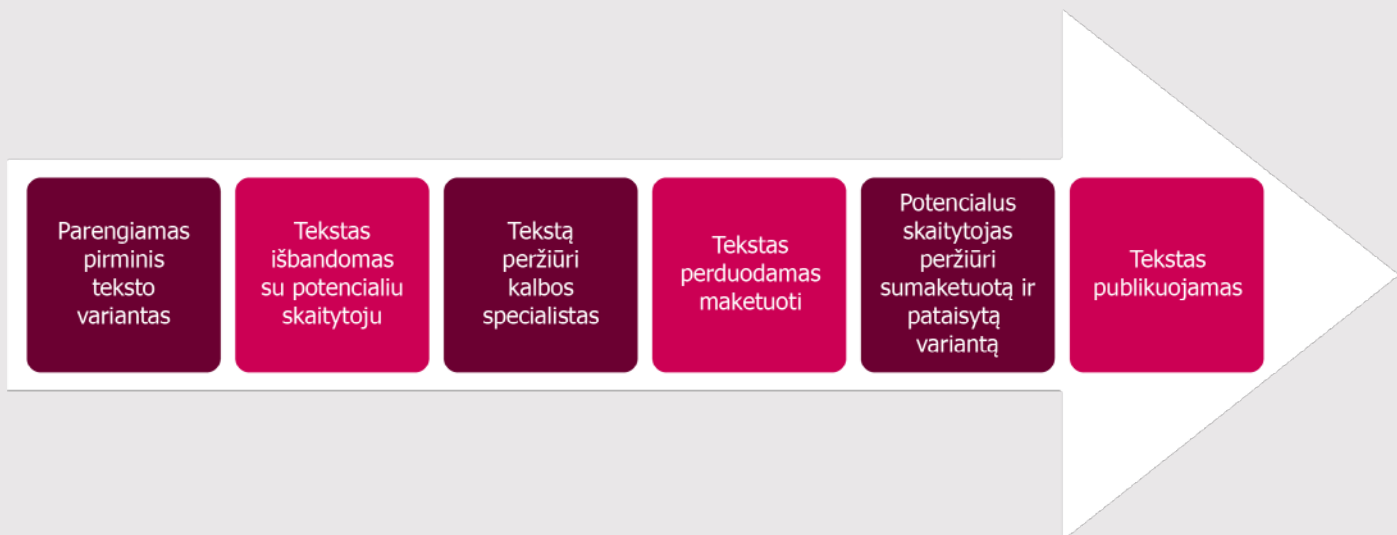 Parengiamas
pirminis
teksto
variantas
Tekstas
išbandomas
su potencialiu
skaitytoju
Tekstą
peržiūri
kalbos
specialistas
Tekstas
perduodamas
maketuoti
Potencialus
skaitytojas
peržiūri
sumaketuotą ir
pataisytą
variantą
Tekstas
publikuojamas